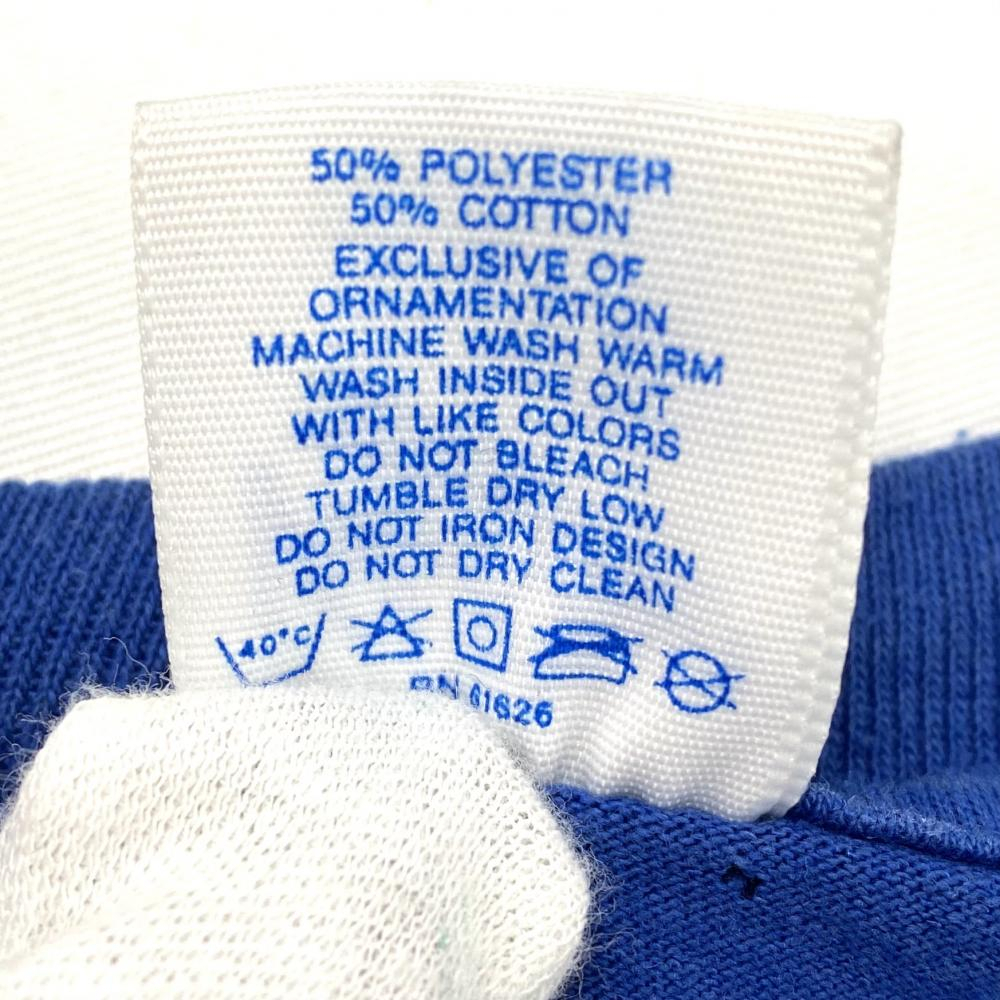 50% POLYESTER
50% COTTON
EXCLUSIVE OF
ORNAMENTATION
MACHINE WASH WARM
WASH INSIDE OUT
WITH LIKE COLORS
DO NOT BLEACH
TUMBLE DRY LOW
DO NOT IRON DESIGN
DO NOT DRY CLEAN
40°C
RN 61626